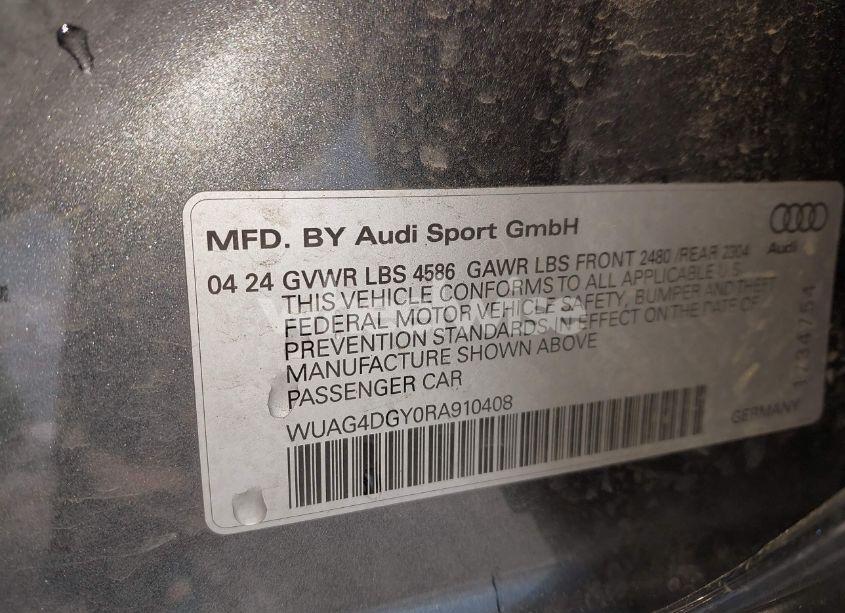 MFD. BY Audi Sport GmbH
Audi
04 24 GVWR LBS 4586 GAWR LBS FRONT 2480 /REAR 2304
THIS VEHICLE CONFORMS TO ALL APPLICABLE U.S.
FEDERAL MOTOR VEHICLE SAFETY, BUMPER AND THEFT
PREVENTION STANDARDS IN EFFECT ON THE DATE OF
MANUFACTURE SHOWN ABOVE
PASSENGER CAR
WUAG4DGY0RA910408
GERMANY